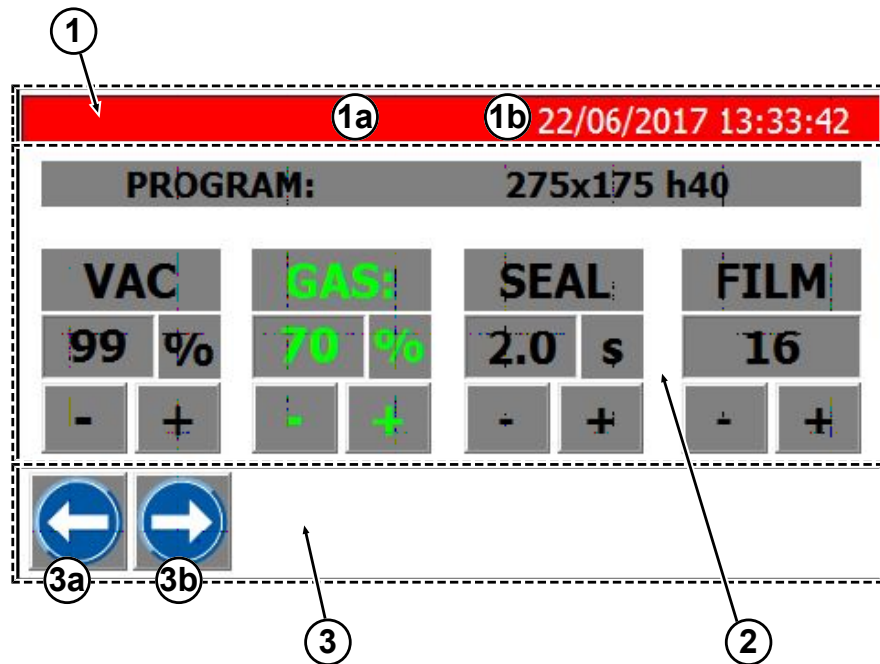 1
1a 1b 22/06/2017 13:33:42
PROGRAM: 275x175 h40
VAC GAS: SEAL FILM
99 % 70 % 2.0 s 16
- + - + - + - +
3a 3b
3 2